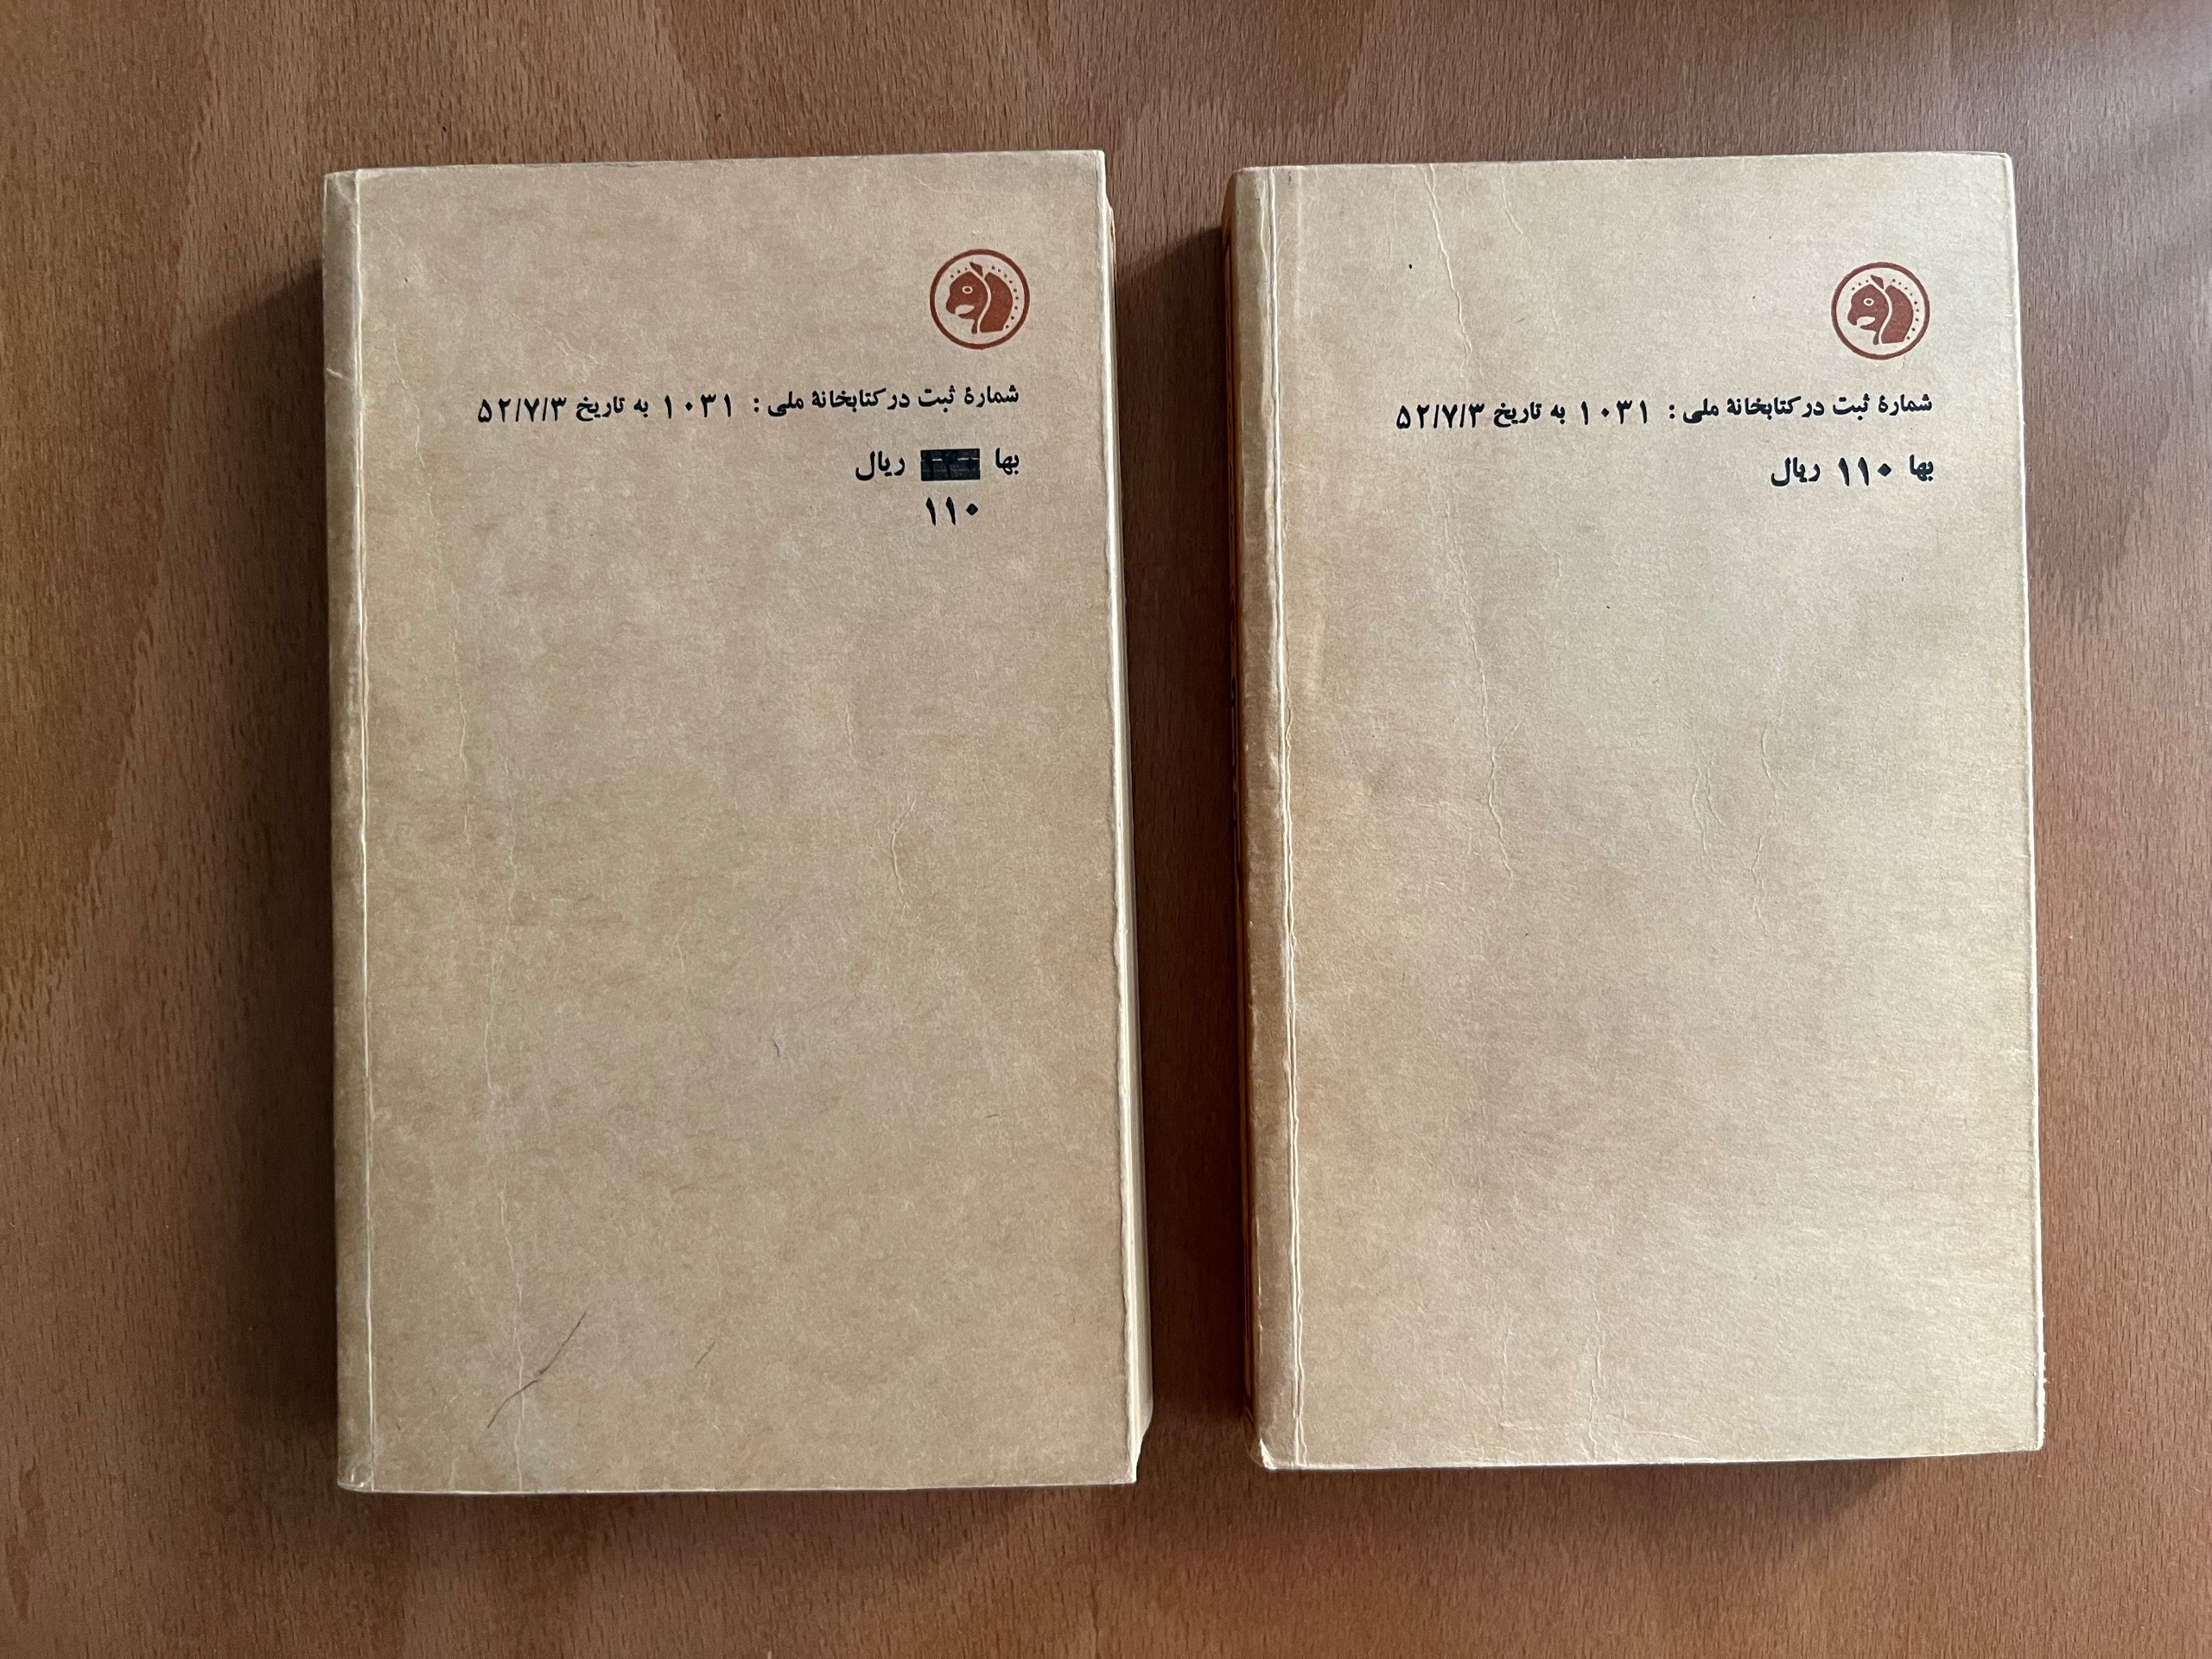 شمارهٔ ثبت در کتابخانهٔ ملی : ۱۰۳۱ به تاریخ ۵۲/۷/۳
بها ریال
۱۱۰
شمارهٔ ثبت در کتابخانهٔ ملی : ۱۰۳۱ به تاریخ ۵۲/۷/۳
بها ۱۱۰ ریال